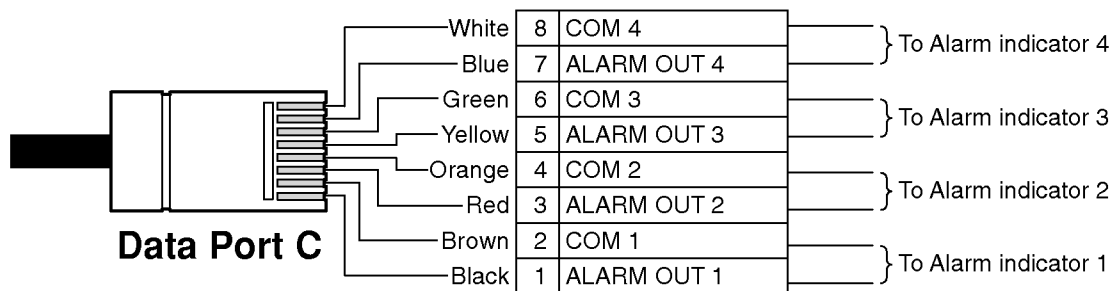 White 8 COM 4
To Alarm indicator 4
Blue 7 ALARM OUT 4
Green 6 COM 3
To Alarm indicator 3
Yellow 5 ALARM OUT 3
Orange 4 COM 2
To Alarm indicator 2
Red 3 ALARM OUT 2
Data Port C
Brown 2 COM 1
To Alarm indicator 1
Black 1 ALARM OUT 1